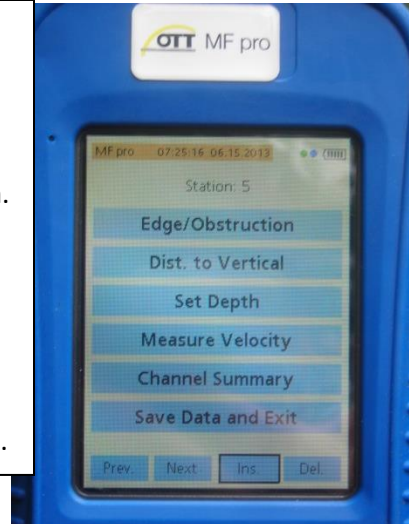 OTT MF pro
MF pro 07:25:16 06.15.2013
Station: 5
Edge/Obstruction
Dist. to Vertical
Set Depth
Measure Velocity
Channel Summary
Save Data and Exit
Prev. Next Ins. Del.